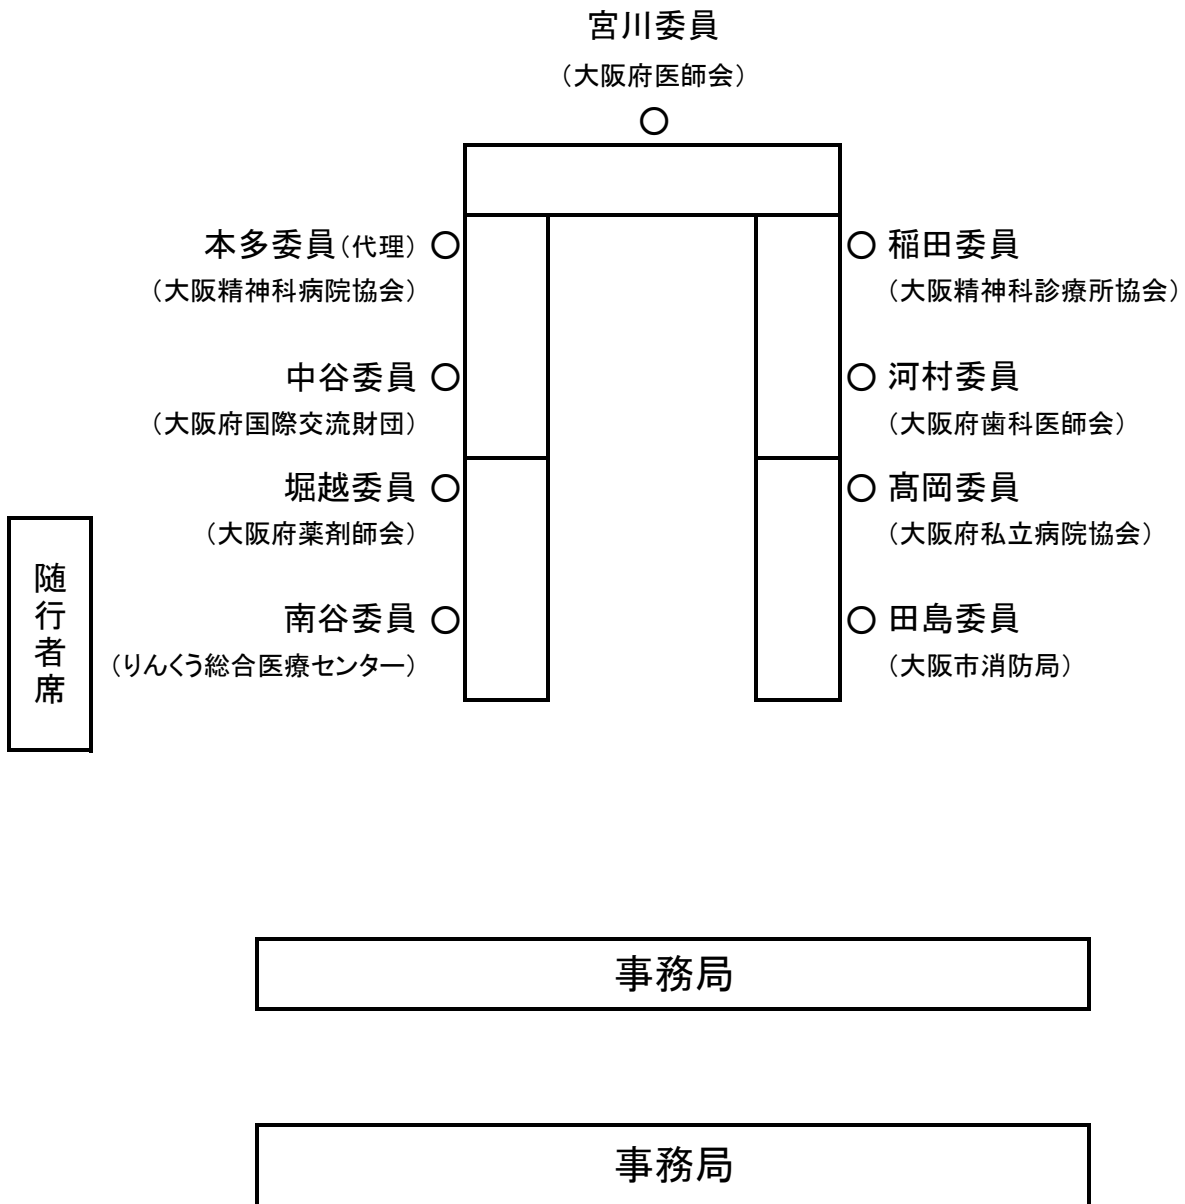 宮川委員
（大阪府医師会）
○
本多委員（代理）○
（大阪精神科病院協会）
中谷委員 ○
（大阪府国際交流財団）
堀越委員 ○
（大阪府薬剤師会）
南谷委員 ○
（りんくう総合医療センター）
○ 稲田委員
（大阪精神科診療所協会）
○ 河村委員
（大阪府歯科医師会）
○ 髙岡委員
（大阪府私立病院協会）
○ 田島委員
（大阪市消防局）
随行者席
事務局
事務局